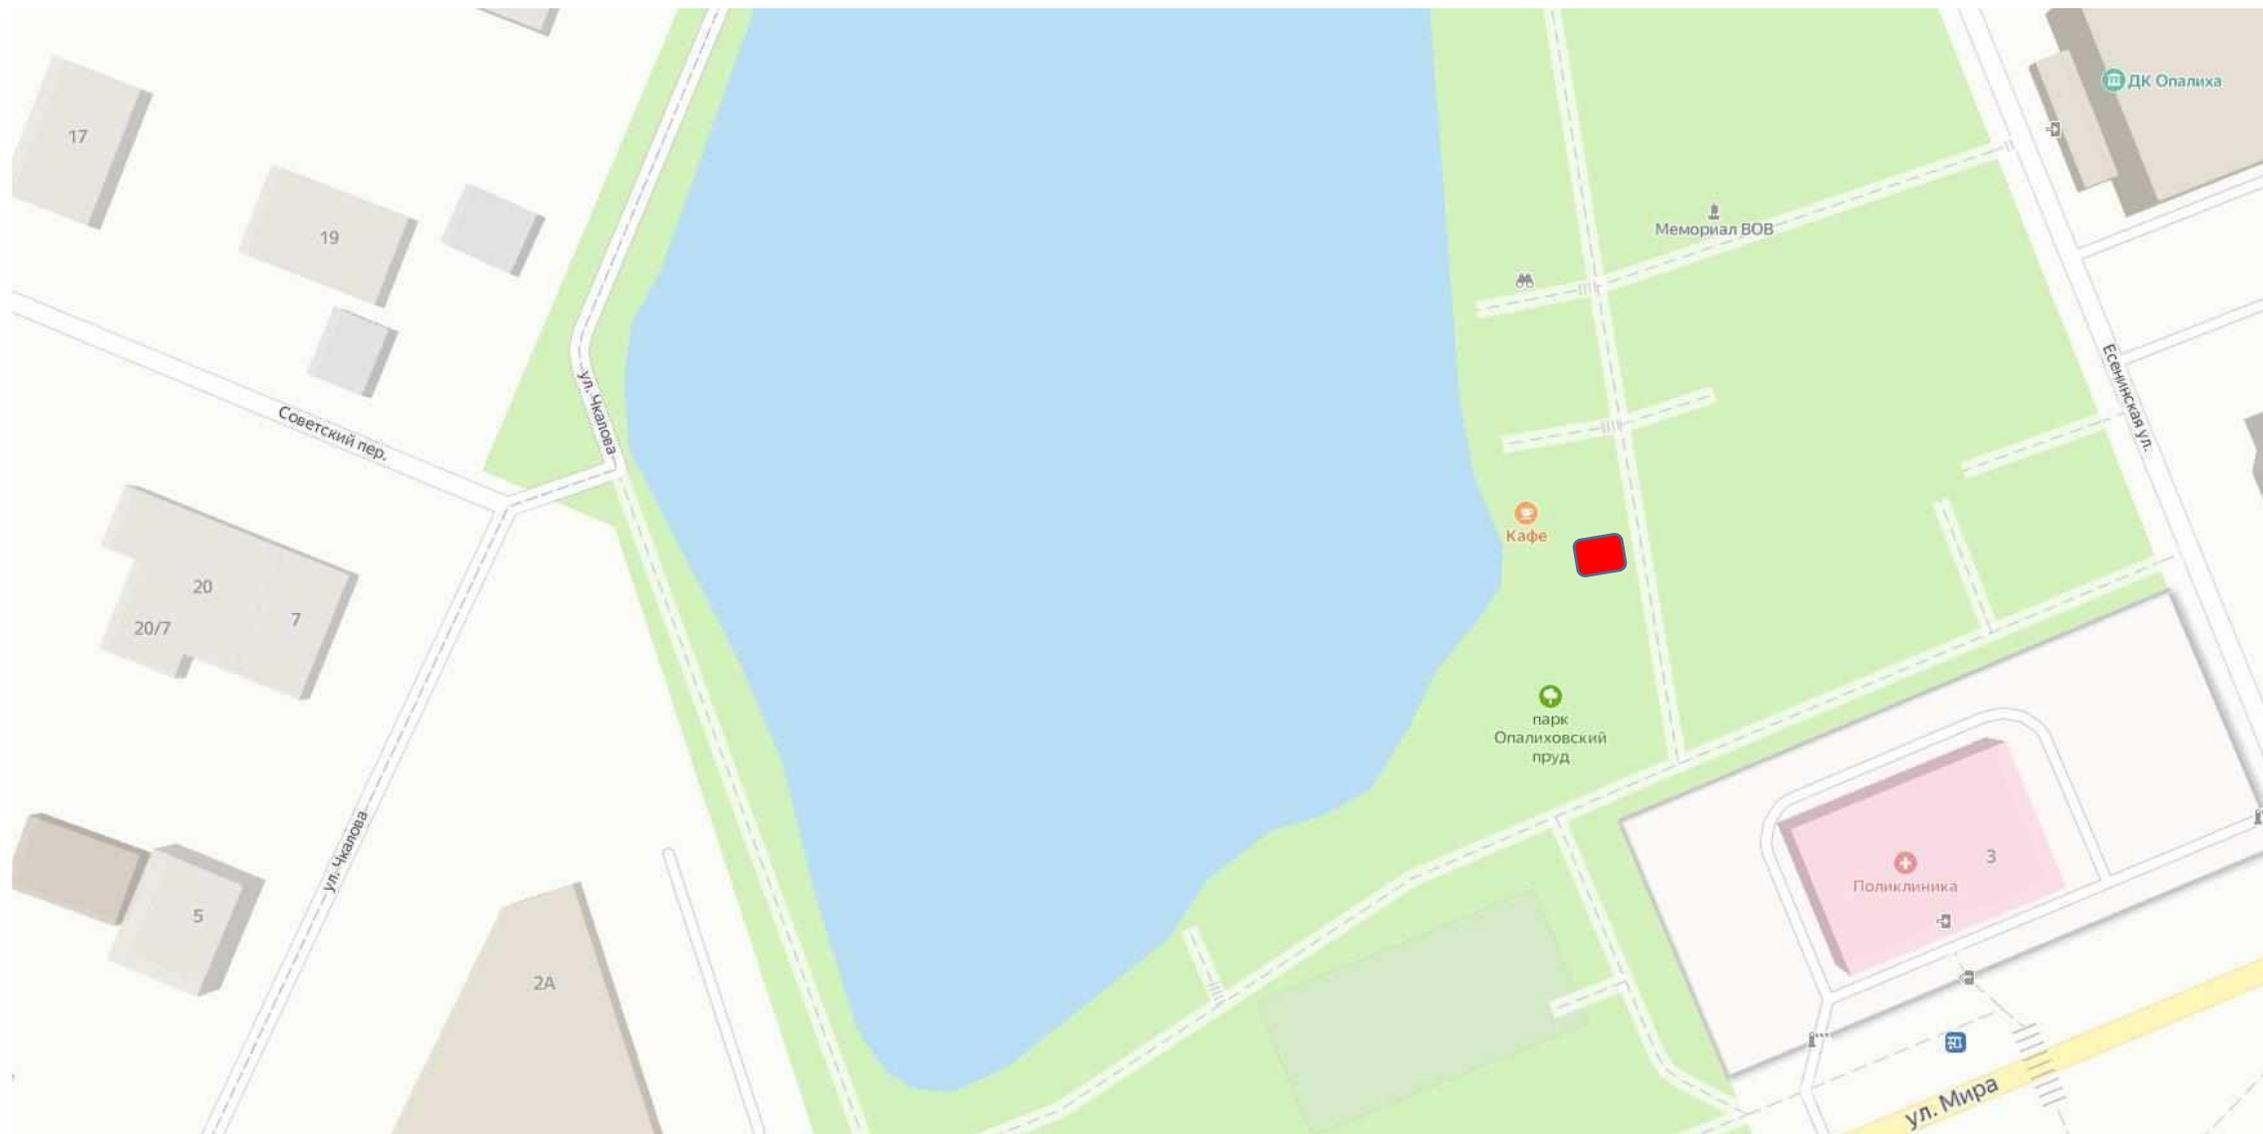 ДК Опалиха
17
19
Мемориал ВОВ
Есенинская ул.
ул. Чкалова
Советский пер.
Кафе
20
7
20/7
парк
Опалиховский
пруд
ул. Чкалова
3
Поликлиника
5
2А
ул. Мира